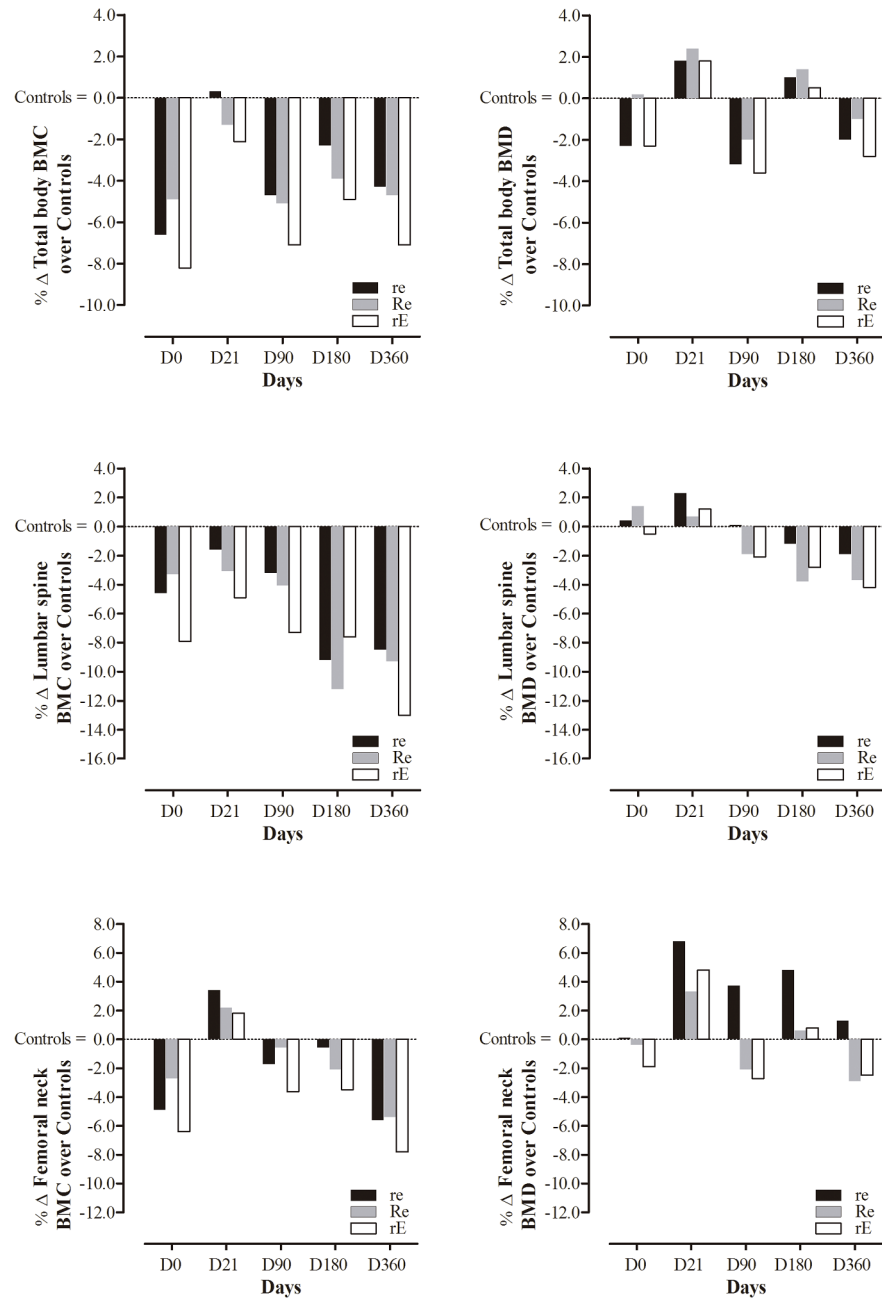 4.0
2.0
Controls = 0.0
-2.0
-4.0
-6.0
-8.0
-10.0
% Δ Total body BMC
over Controls
re
Re
rE
D0 D21 D90 D180 D360
Days
4.0
2.0
Controls = 0.0
-2.0
-4.0
-6.0
-8.0
-10.0
% Δ Total body BMD
over Controls
re
Re
rE
D0 D21 D90 D180 D360
Days
4.0
2.0
Controls = 0.0
-2.0
-4.0
-6.0
-8.0
-10.0
-12.0
-14.0
-16.0
% Δ Lumbar spine
BMC over Controls
re
Re
rE
D0 D21 D90 D180 D360
Days
4.0
2.0
Controls = 0.0
-2.0
-4.0
-6.0
-8.0
-10.0
-12.0
-14.0
-16.0
% Δ Lumbar spine
BMD over Controls
re
Re
rE
D0 D21 D90 D180 D360
Days
8.0
6.0
4.0
2.0
Controls = 0.0
-2.0
-4.0
-6.0
-8.0
-10.0
-12.0
% Δ Femoral neck
BMC over Controls
re
Re
rE
D0 D21 D90 D180 D360
Days
8.0
6.0
4.0
2.0
Controls = 0.0
-2.0
-4.0
-6.0
-8.0
-10.0
-12.0
% Δ Femoral neck
BMD over Controls
re
Re
rE
D0 D21 D90 D180 D360
Days